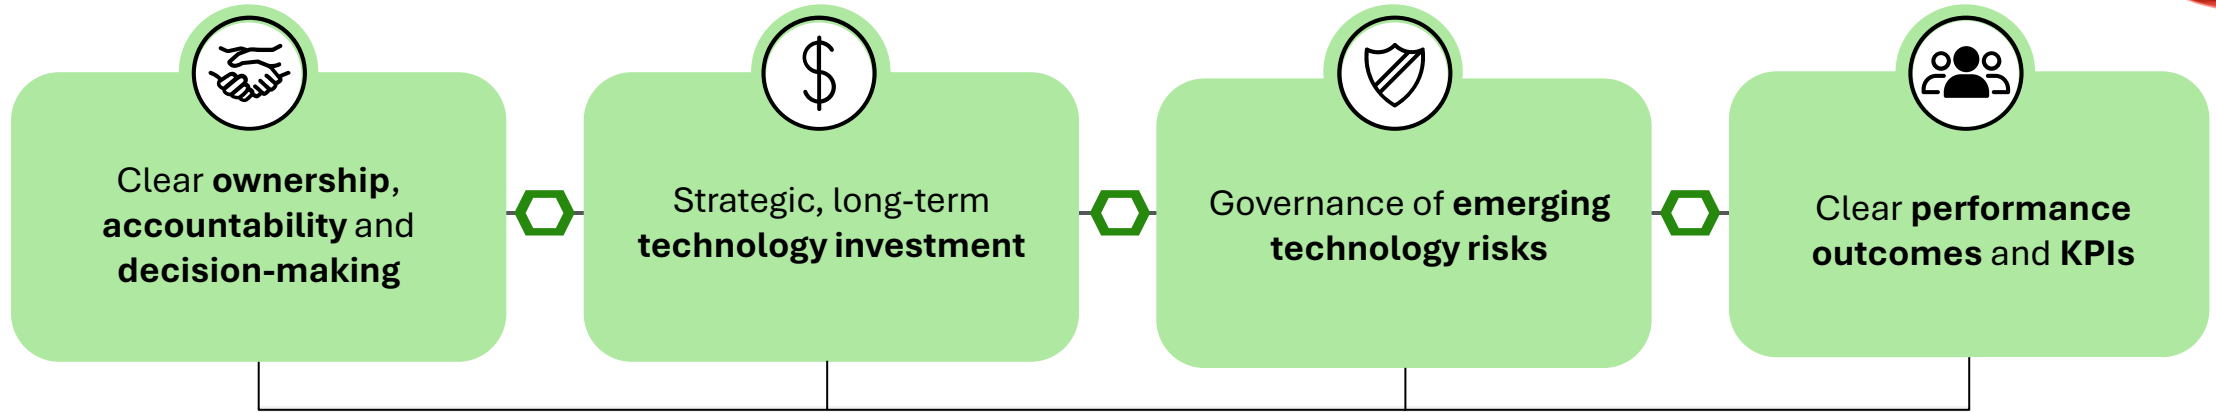 Clear ownership,
accountability and
decision-making
Strategic, long-term
technology investment
Governance of emerging
technology risks
Clear performance
outcomes and KPIs